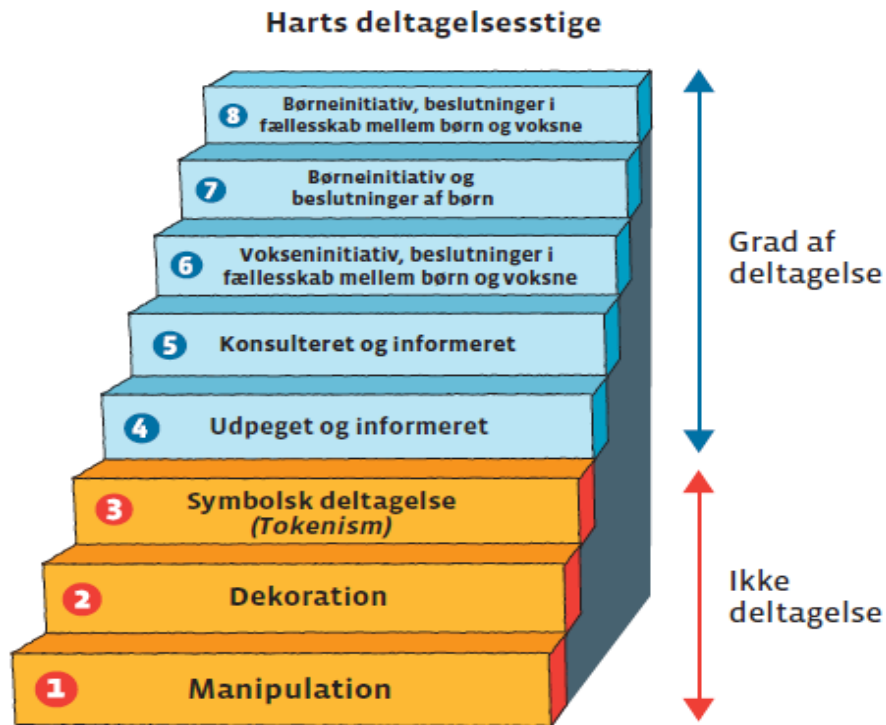 Harts deltagelsesstige
8
Børneinitiativ, beslutninger i
fællesskab mellem børn og voksne
7
Børneinitiativ og
beslutninger af børn
6
Vokseninitiativ, beslutninger i
fællesskab mellem børn og voksne
5
Konsulteret og informeret
4
Udpeget og informeret
Grad af
deltagelse
3
Symbolsk deltagelse
(Tokenism)
2
Dekoration
1
Manipulation
Ikke
deltagelse